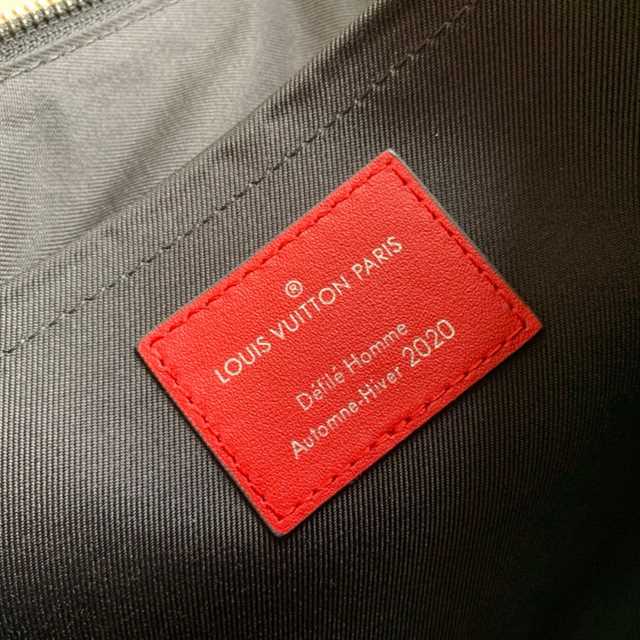 ®
LOUIS VUITTON PARIS
Défilé Homme
Automne-Hiver 2020